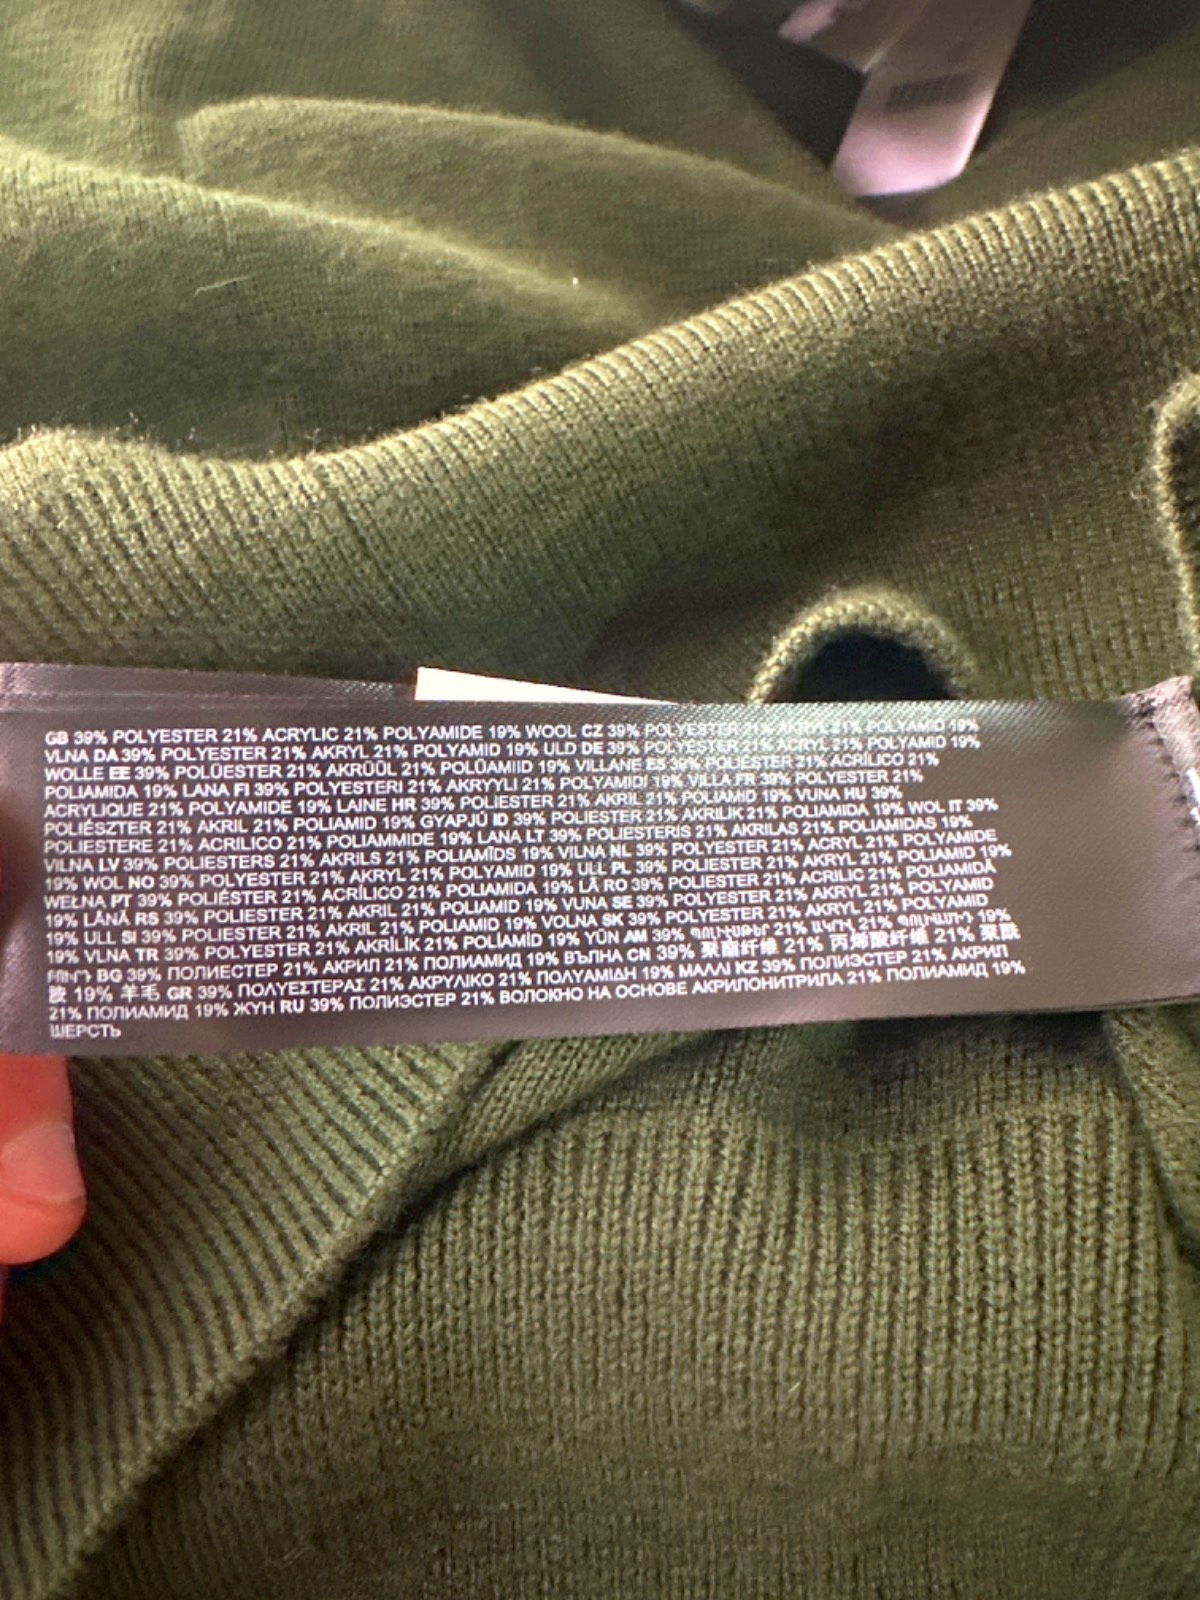 GB 39% POLYESTER 21% ACRYLIC 21% POLYAMIDE 19% WOOL CZ 39% POLYESTER 21% AKRYL 21% POLYAMID 19%
VLNA DA 39% POLYESTER 21% AKRYL 21% POLYAMID 19% ULD DE 39% POLYESTER 21% ACRYL 21% POLYAMID 19%
WOLLE EE 39% POLÜESTER 21% AKRÜÜL 21% POLÜAMIID 19% VILLANE ES 39% POLIÉSTER 21% ACRÍLICO 21%
POLIAMIDA 19% LANA FI 39% POLYESTERI 21% AKRYYLI 21% POLYAMIDI 19% VILLA FR 39% POLYESTER 21%
ACRYLIQUE 21% POLYAMIDE 19% LAINE HR 39% POLIESTER 21% AKRIL 21% POLIAMID 19% VUNA HU 39%
POLIÉSZTER 21% AKRIL 21% POLIAMID 19% GYAPJÚ ID 39% POLIESTER 21% AKRILIK 21% POLIAMIDA 19% WOL IT 39%
POLIESTERE 21% ACRILICO 21% POLIAMMIDE 19% LANA LT 39% POLIESTERIS 21% AKRILAS 21% POLIAMIDAS 19%
VILNA LV 39% POLIESTERS 21% AKRILS 21% POLIAMĪDS 19% VILNA NL 39% POLYESTER 21% ACRYL 21% POLYAMIDE
19% WOL NO 39% POLYESTER 21% AKRYL 21% POLYAMID 19% ULL PL 39% POLIESTER 21% AKRYL 21% POLIAMID 19%
WEŁNA PT 39% POLIÉSTER 21% ACRÍLICO 21% POLIAMIDA 19% LÃ RO 39% POLIESTER 21% ACRILIC 21% POLIAMIDĂ
19% LÂNĂ RS 39% POLIESTER 21% AKRIL 21% POLIAMID 19% VUNA SE 39% POLYESTER 21% AKRYL 21% POLYAMID
19% ULL SI 39% POLIESTER 21% AKRIL 21% POLIAMID 19% VOLNA SK 39% POLYESTER 21% AKRYL 21% POLYAMID
19% VLNA TR 39% POLYESTER 21% AKRİLİK 21% POLİAMİD 19% YÜN AM 39% 21% 21% 19%
BG 39% ПОЛИЕСТЕР 21% АКРИЛ 21% ПОЛИАМИД 19% ВЪЛНА CN 39% 聚酯纤维 21% 丙烯酸纤维 21% 聚酰
胺 19% 羊毛 GR 39% ΠΟΛΥΕΣΤΕΡΑΣ 21% ΑΚΡΥΛΙΚΟ 21% ΠΟΛΥΑΜΙΔΗ 19% ΜΑΛΛΙ KZ 39% ПОЛИЭСТЕР 21% АКРИЛ
21% ПОЛИАМИД 19% ЖҮН RU 39% ПОЛИЭСТЕР 21% ВОЛОКНО НА ОСНОВЕ АКРИЛОНИТРИЛА 21% ПОЛИАМИД 19%
ШЕРСТЬ